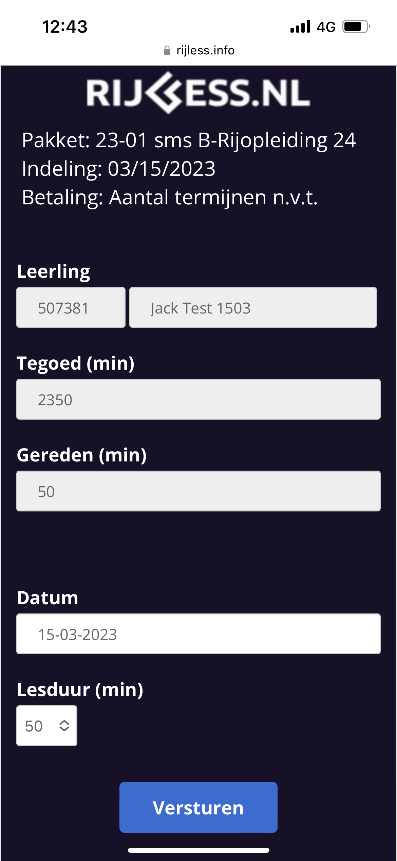 12:43
4G
rijless.info
RIJLESS.NL
Pakket: 23-01 sms B-Rijopleiding 24
Indeling: 03/15/2023
Betaling: Aantal termijnen n.v.t.
Leerling
507381 Jack Test 1503
Tegoed (min)
2350
Gereden (min)
50
Datum
15-03-2023
Lesduur (min)
50
Versturen